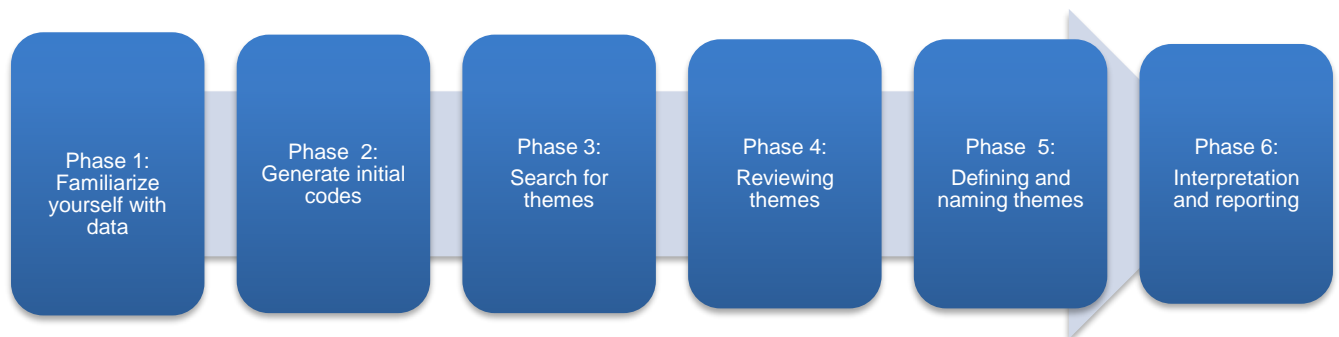 Phase 1:
Familiarize
yourself with
data
Phase  2:
Generate initial
codes
Phase 3:
Search for
themes
Phase 4:
Reviewing
themes
Phase  5:
Defining and
naming themes
Phase 6:
Interpretation
and reporting